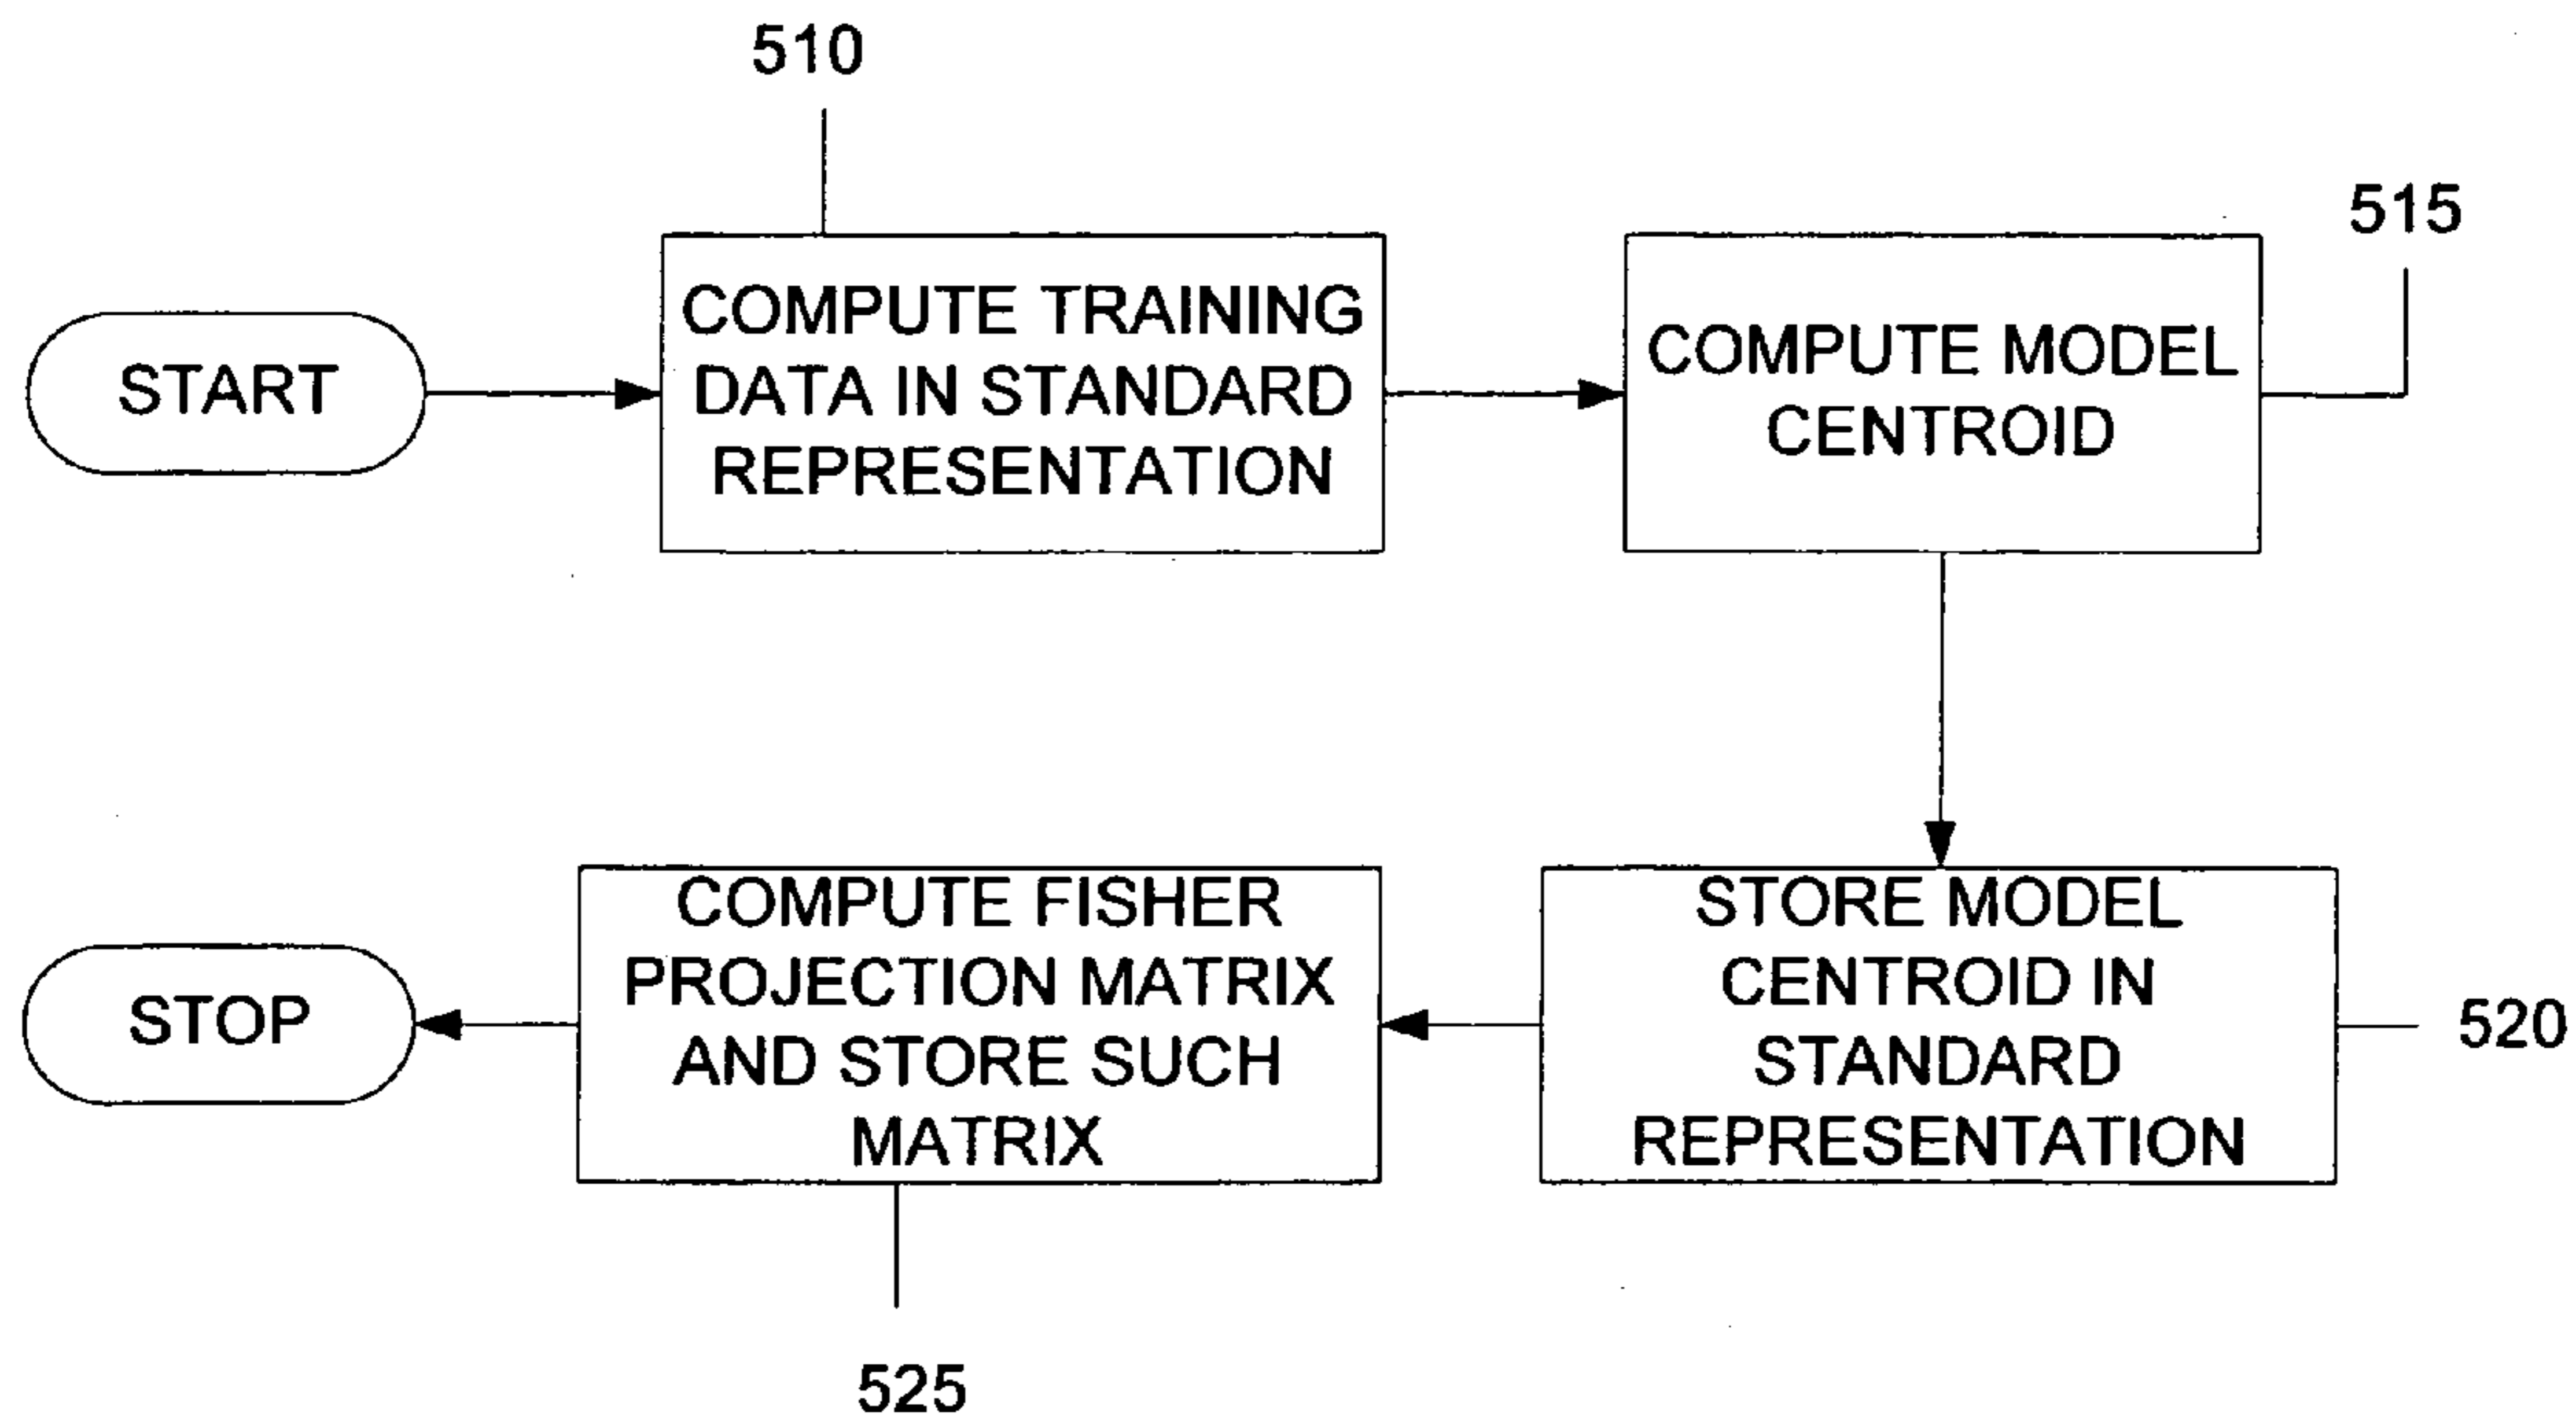 510
515
START
COMPUTE TRAINING
DATA IN STANDARD
REPRESENTATION
COMPUTE MODEL
CENTROID
STORE MODEL
CENTROID IN
STANDARD
REPRESENTATION
520
COMPUTE FISHER
PROJECTION MATRIX
AND STORE SUCH
MATRIX
525
STOP